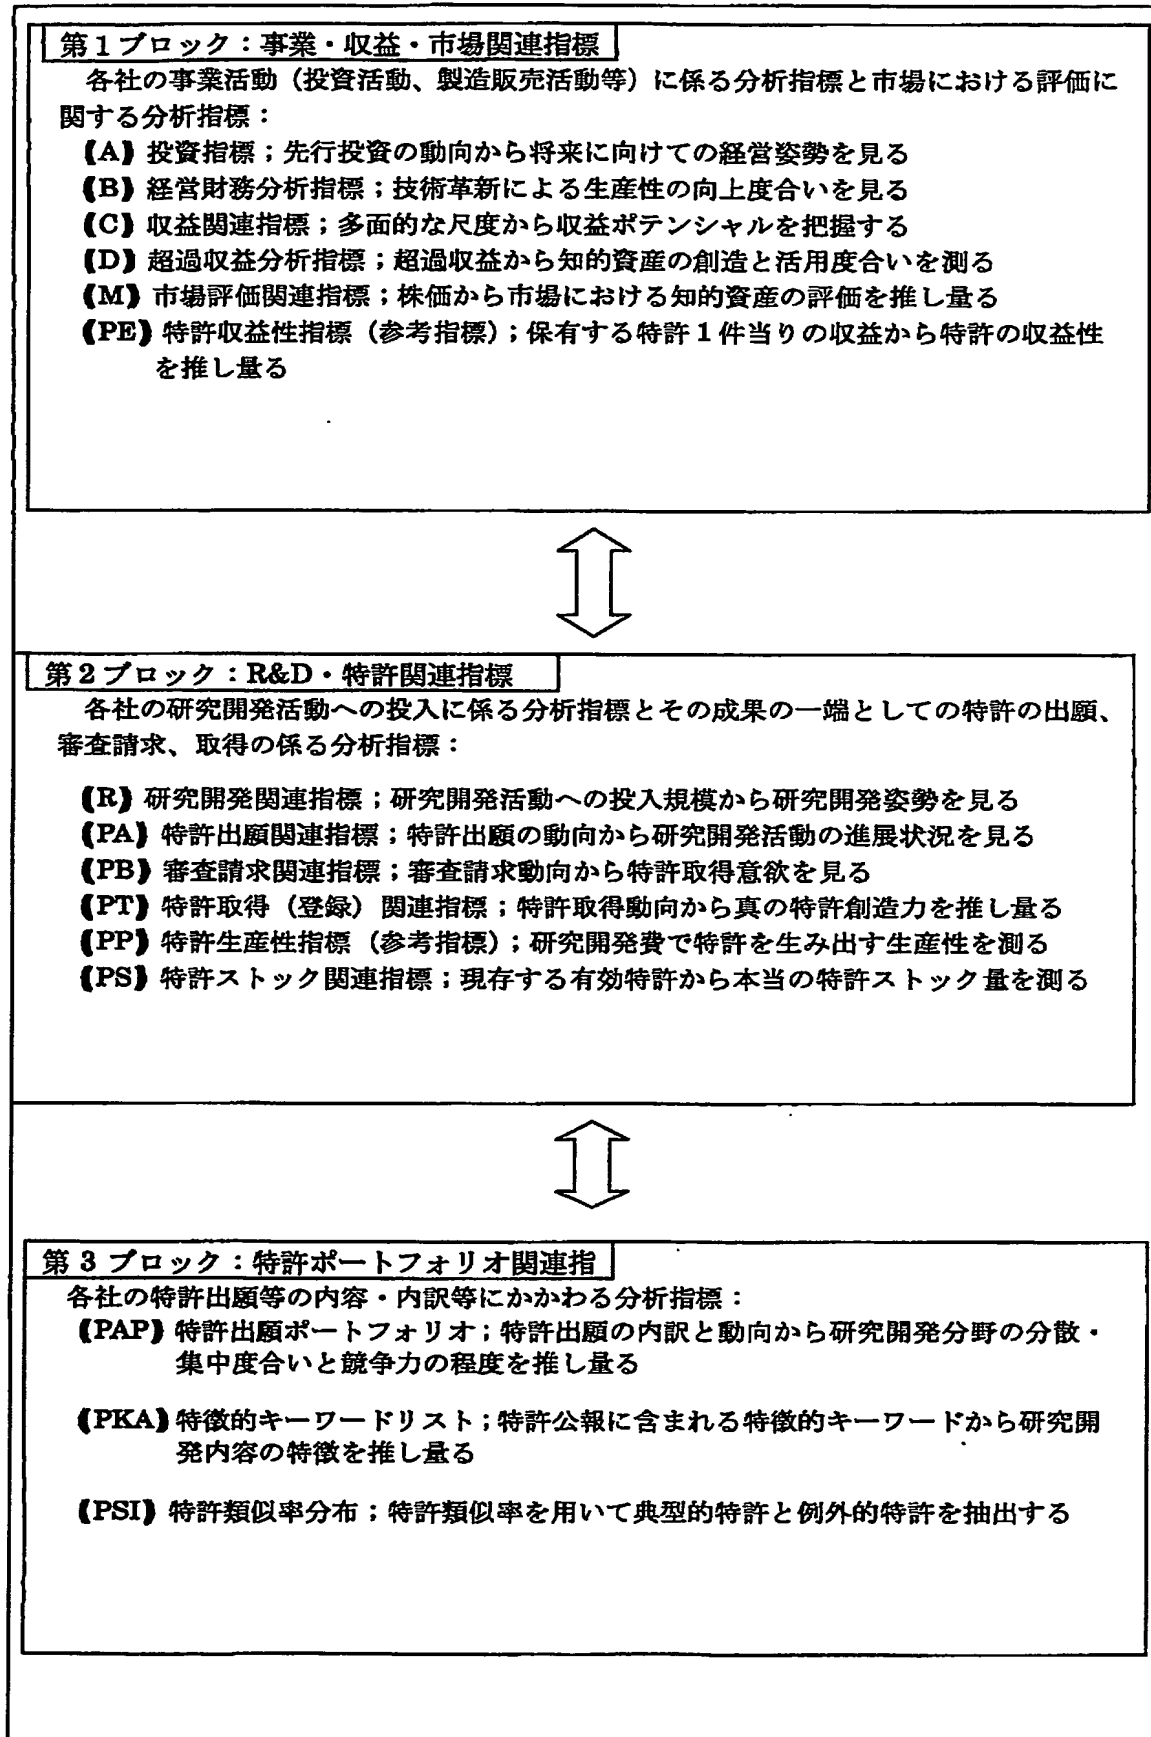 第1ブロック：事業・収益・市場関連指標
各社の事業活動（投資活動、製造販売活動等）に係る分析指標と市場における評価に
関する分析指標：
【A】投資指標；先行投資の動向から将来に向けての経営姿勢を見る
【B】経営財務分析指標；技術革新による生産性の向上度合いを見る
【C】収益関連指標；多面的な尺度から収益ポテンシャルを把握する
【D】超過収益分析指標；超過収益から知的資産の創造と活用度合いを測る
【M】市場評価関連指標；株価から市場における知的資産の評価を推し量る
【PE】特許収益性指標（参考指標）；保有する特許１件当りの収益から特許の収益性
を推し量る
第2ブロック：R&D・特許関連指標
各社の研究開発活動への投入に係る分析指標とその成果の一端としての特許の出願、
審査請求、取得の係る分析指標：
【R】研究開発関連指標；研究開発活動への投入規模から研究開発姿勢を見る
【PA】特許出願関連指標；特許出願の動向から研究開発活動の進展状況を見る
【PB】審査請求関連指標；審査請求動向から特許取得意欲を見る
【PT】特許取得（登録）関連指標；特許取得動向から真の特許創造力を推し量る
【PP】特許生産性指標（参考指標）；研究開発費で特許を生み出す生産性を測る
【PS】特許ストック関連指標；現存する有効特許から本当の特許ストック量を測る
第 3 ブロック：特許ポートフォリオ関連指
各社の特許出願等の内容・内訳等にかかわる分析指標：
【PAP】特許出願ポートフォリオ；特許出願の内訳と動向から研究開発分野の分散・
集中度合いと競争力の程度を推し量る
【PKA】特徴的キーワードリスト；特許公報に含まれる特徴的キーワードから研究開
発内容の特徴を推し量る
【PSI】特許類似率分布；特許類似率を用いて典型的特許と例外的特許を抽出する